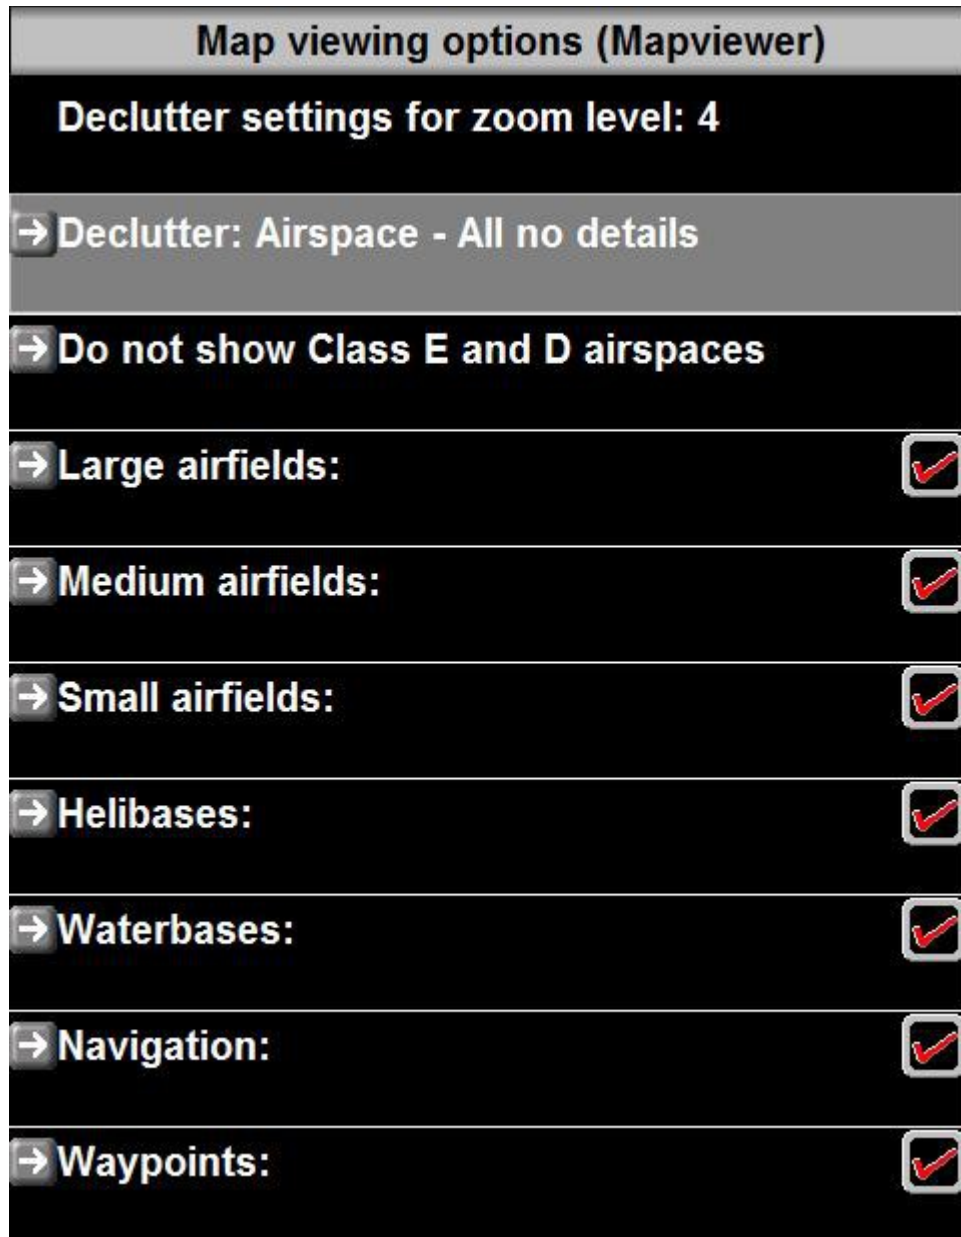 Map viewing options (Mapviewer)
Declutter settings for zoom level: 4
Declutter: Airspace - All no details
Do not show Class E and D airspaces
Large airfields:
Medium airfields:
Small airfields:
Helibases:
Waterbases:
Navigation:
Waypoints: